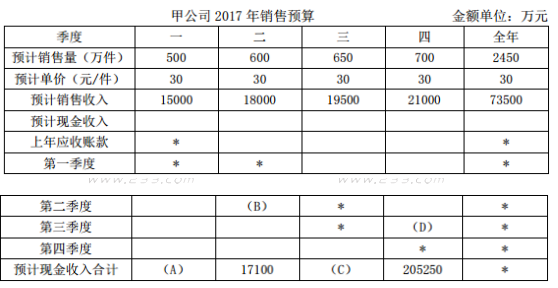 甲公司 2017 年销售预算 金额单位：万元
季度 一 二 三 四 全年
预计销售量（万件） 500 600 650 700 2450
预计单价（元/件） 30 30 30 30 30
预计销售收入 15000 18000 19500 21000 73500
预计现金收入
上年应收账款 * *
第一季度 * * *
第二季度 （B） * *
第三季度 * （D） *
第四季度 * *
预计现金收入合计 （A） 17100 （C） 205250 *